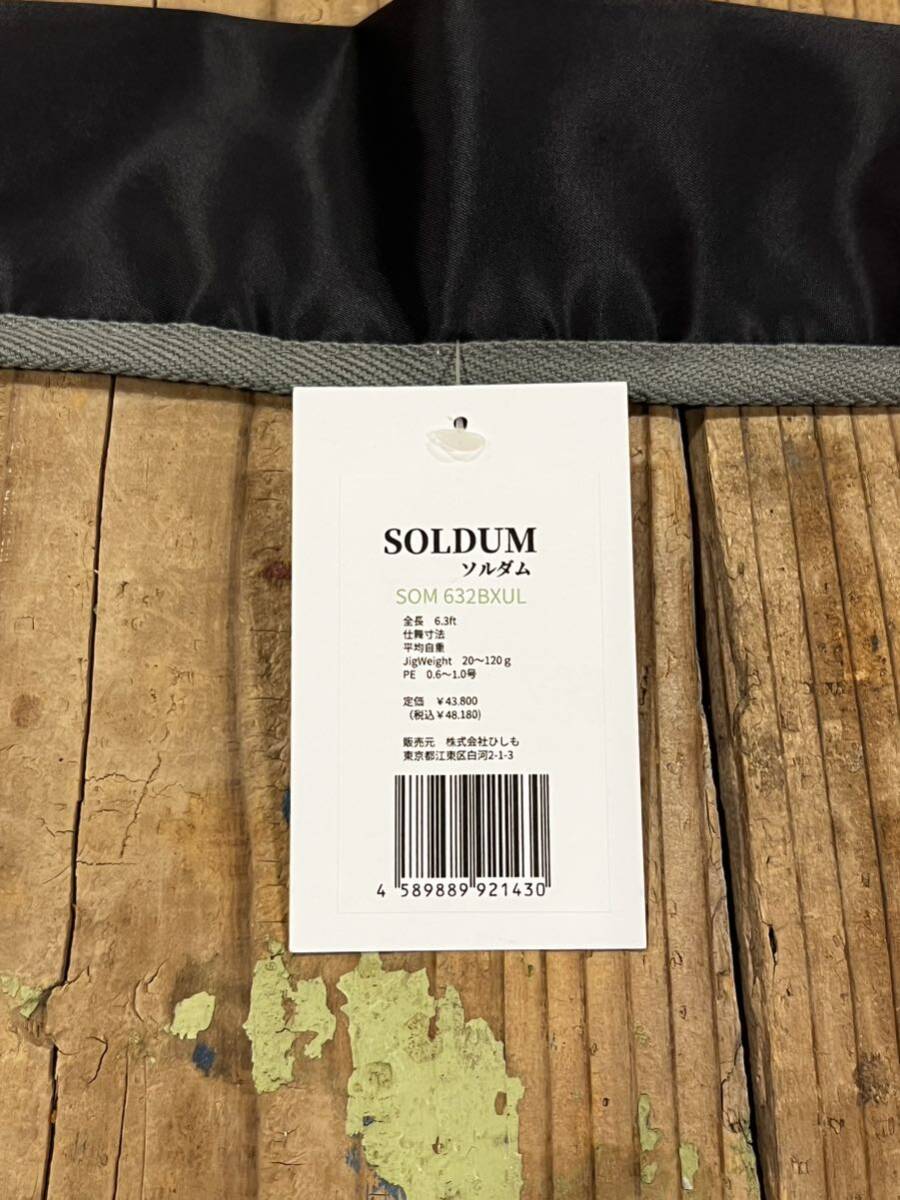 SOLDUM
ソルダム
SOM 632BXUL
全長 6.3ft
仕舞寸法
平均自重
JigWeight 20～120g
PE 0.6～1.0号
定価 ￥43.800
（税込￥48.180)
販売元 株式会社ひしも
東京都江東区白河2-1-3
4 589889 921430